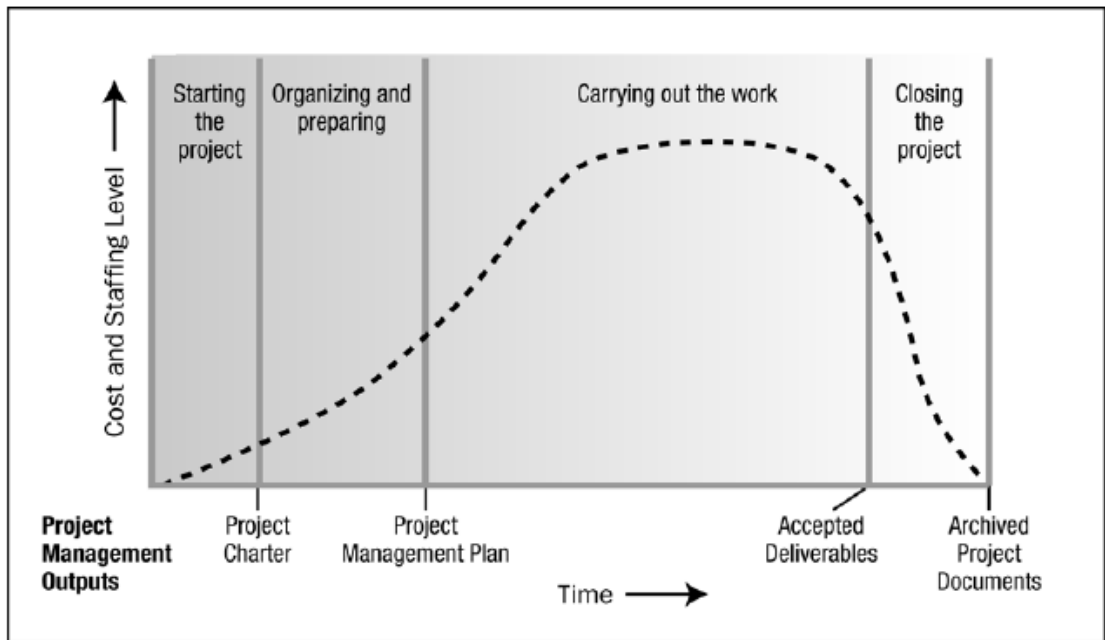 Starting
the
project
Organizing and
preparing
Carrying out the work
Closing
the
project
Cost and Staffing Level
Project
Management
Outputs
Project
Charter
Project
Management Plan
Accepted
Deliverables
Archived
Project
Documents
Time